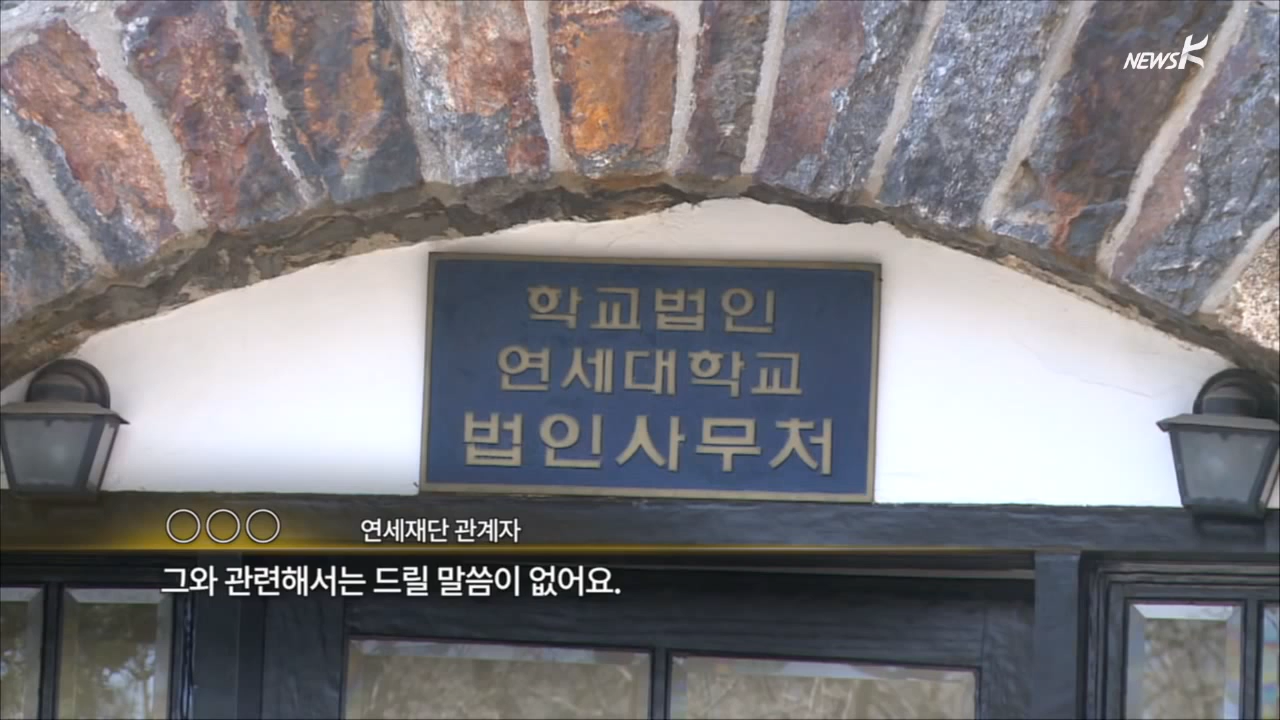 NEWSK
학교법인
연세대학교
법인사무처
○○○ 연세재단 관계자
그와 관련해서는 드릴 말씀이 없어요.